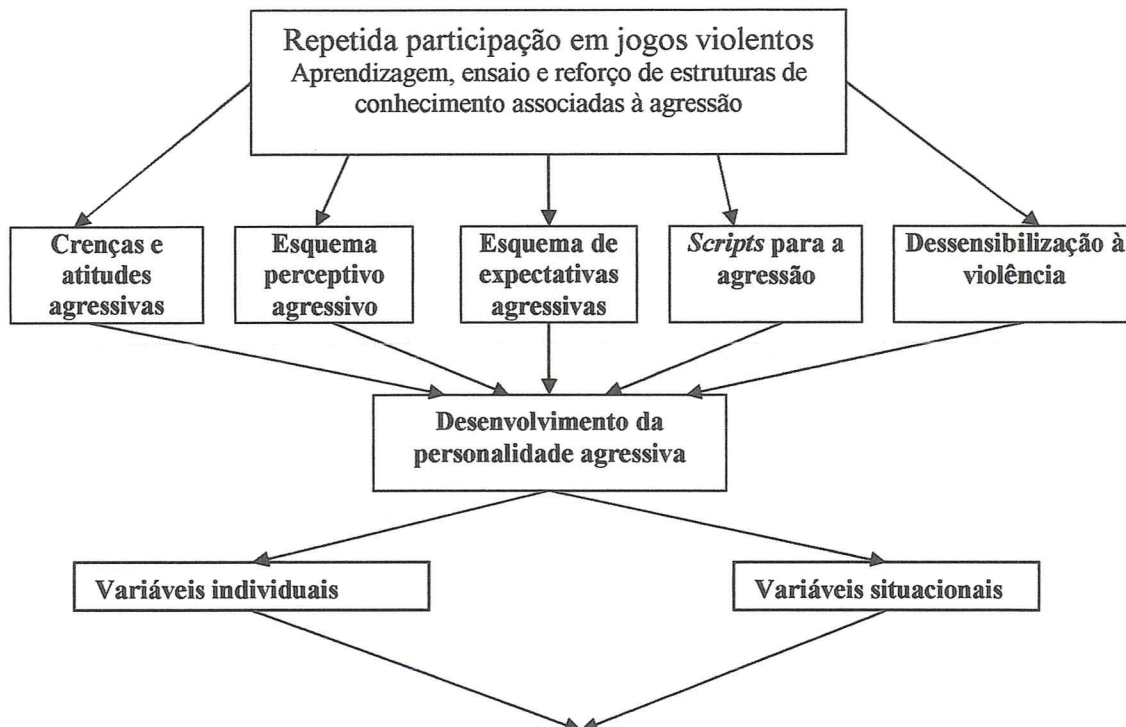 Repetida participação em jogos violentos
Aprendizagem, ensaio e reforço de estruturas de
conhecimento associadas à agressão
Crenças e
atitudes
agressivas
Esquema
perceptivo
agressivo
Esquema de
expectativas
agressivas
Scripts para a
agressão
Dessensibilização à
violência
Desenvolvimento da
personalidade agressiva
Variáveis individuais
Variáveis situacionais